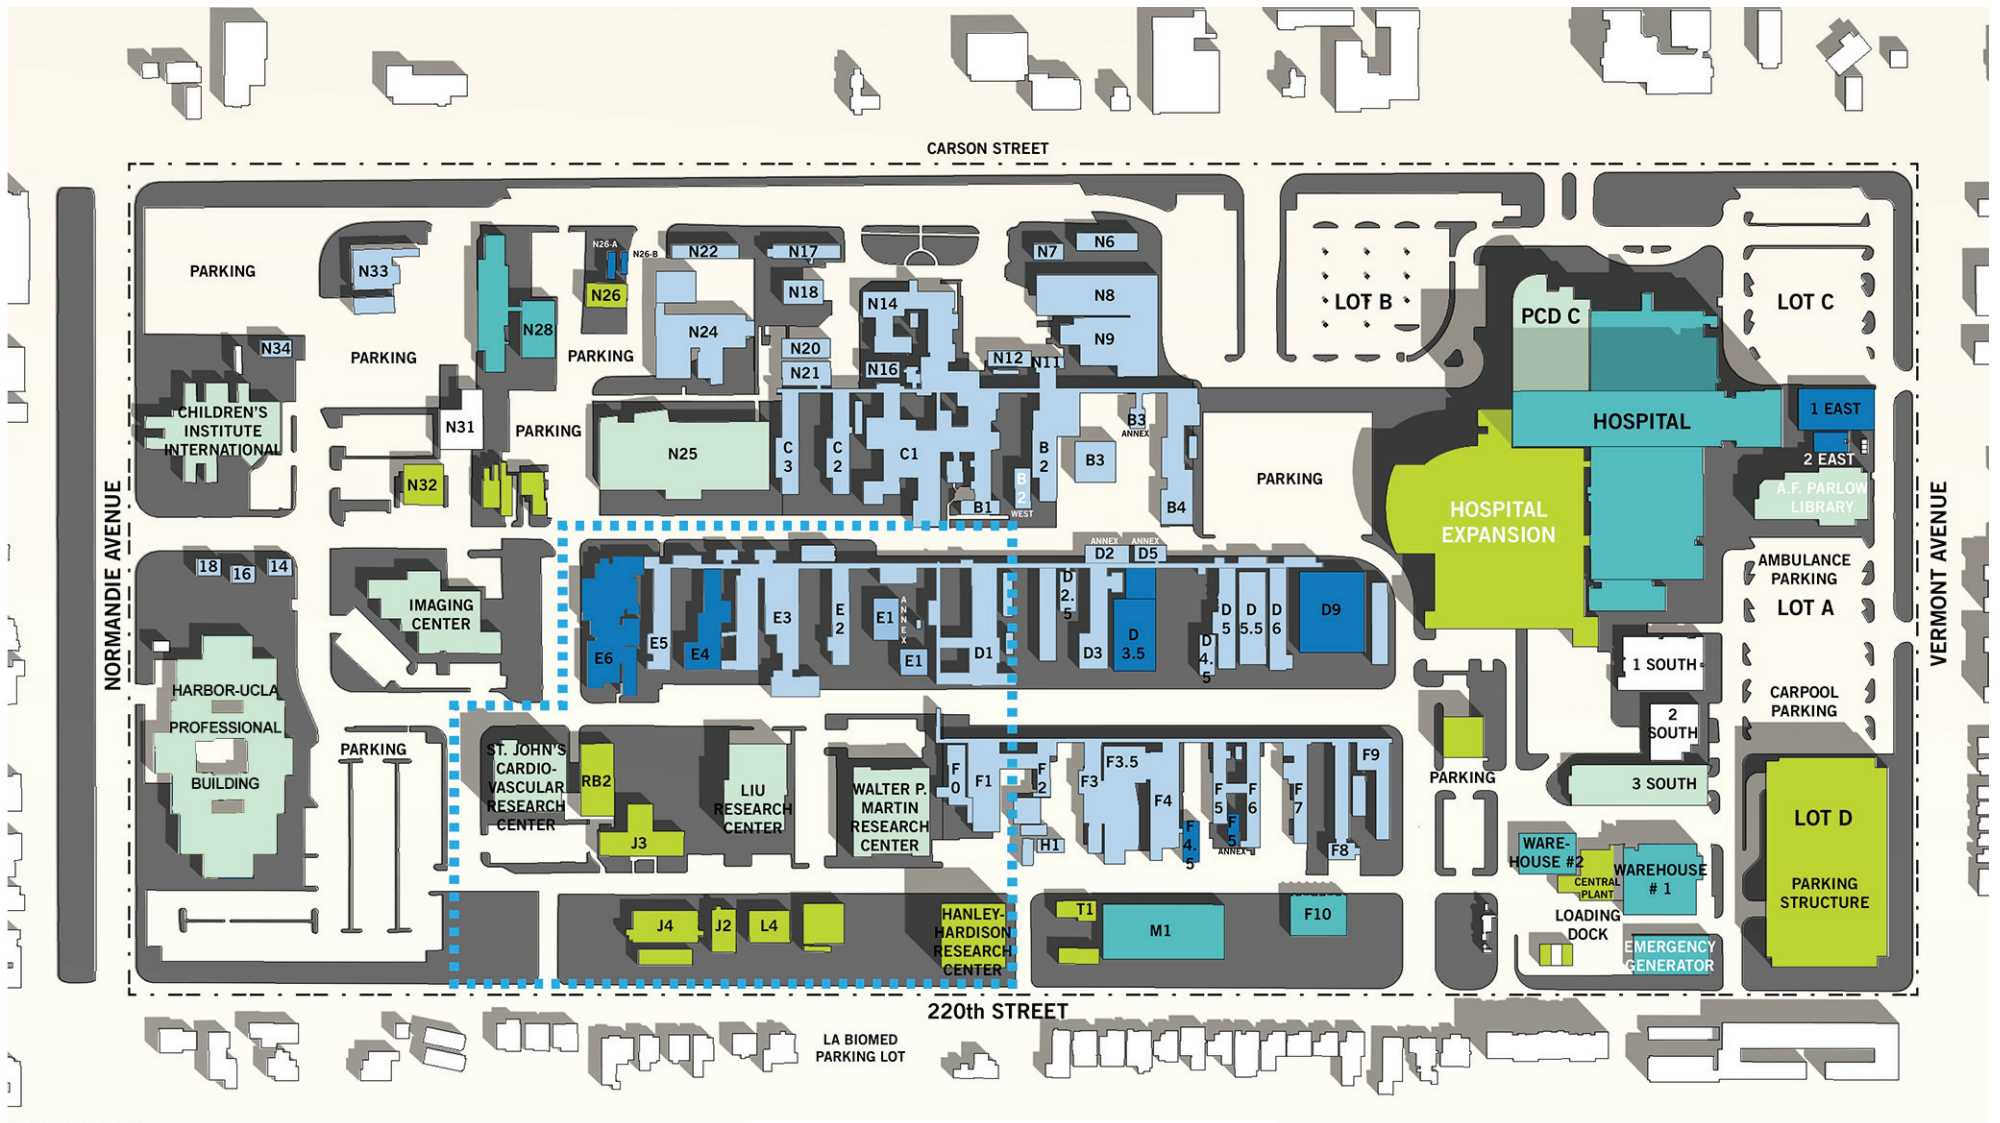 CARSON STREET
N33
N26-A
N26-B
N22
N17
N7
N6
PARKING
N26
N18
N14
N8
LOT B
PCD C
LOT C
N28
N24
N9
N34
PARKING
PARKING
N20
N12
N11
N21
N16
CHILDREN'S
INSTITUTE
INTERNATIONAL
N31
PARKING
N25
C
3
C
2
C1
B
2
B3
ANNEX
B3
HOSPITAL
1 EAST
2 EAST
N32
B
2
WEST
B1
B4
PARKING
HOSPITAL
EXPANSION
A.F. PARLOW
LIBRARY
NORMANDIE AVENUE
VERMONT AVENUE
18
16
14
IMAGING
CENTER
ANNEX
D2
ANNEX
D5
AMBULANCE
PARKING
LOT A
E6
E5
E4
E3
E
2
E1
A
N
N
E
X
E1
D1
D
2.
5
D3
D
3.5
D
4.
5
D
5
D
5.5
D
6
D9
1 SOUTH
HARBOR-UCLA
PROFESSIONAL
BUILDING
CARPOOL
PARKING
2
SOUTH
PARKING
ST. JOHN'S
CARDIO-
VASCULAR
RESEARCH
CENTER
RB2
J3
LIU
RESEARCH
CENTER
WALTER P.
MARTIN
RESEARCH
CENTER
F
0
F1
F
2
F3
F3.5
F4
F
4.
5
F
5
F
5
ANNEX
F
6
F
7
F8
F9
H1
PARKING
3 SOUTH
LOT D
PARKING
STRUCTURE
WARE-
HOUSE #2
CENTRAL
PLANT
WAREHOUSE
# 1
LOADING
DOCK
EMERGENCY
GENERATOR
J4
J2
L4
HANLEY-
HARDISON
RESEARCH
CENTER
T1
M1
F10
220th STREET
LA BIOMED
PARKING LOT